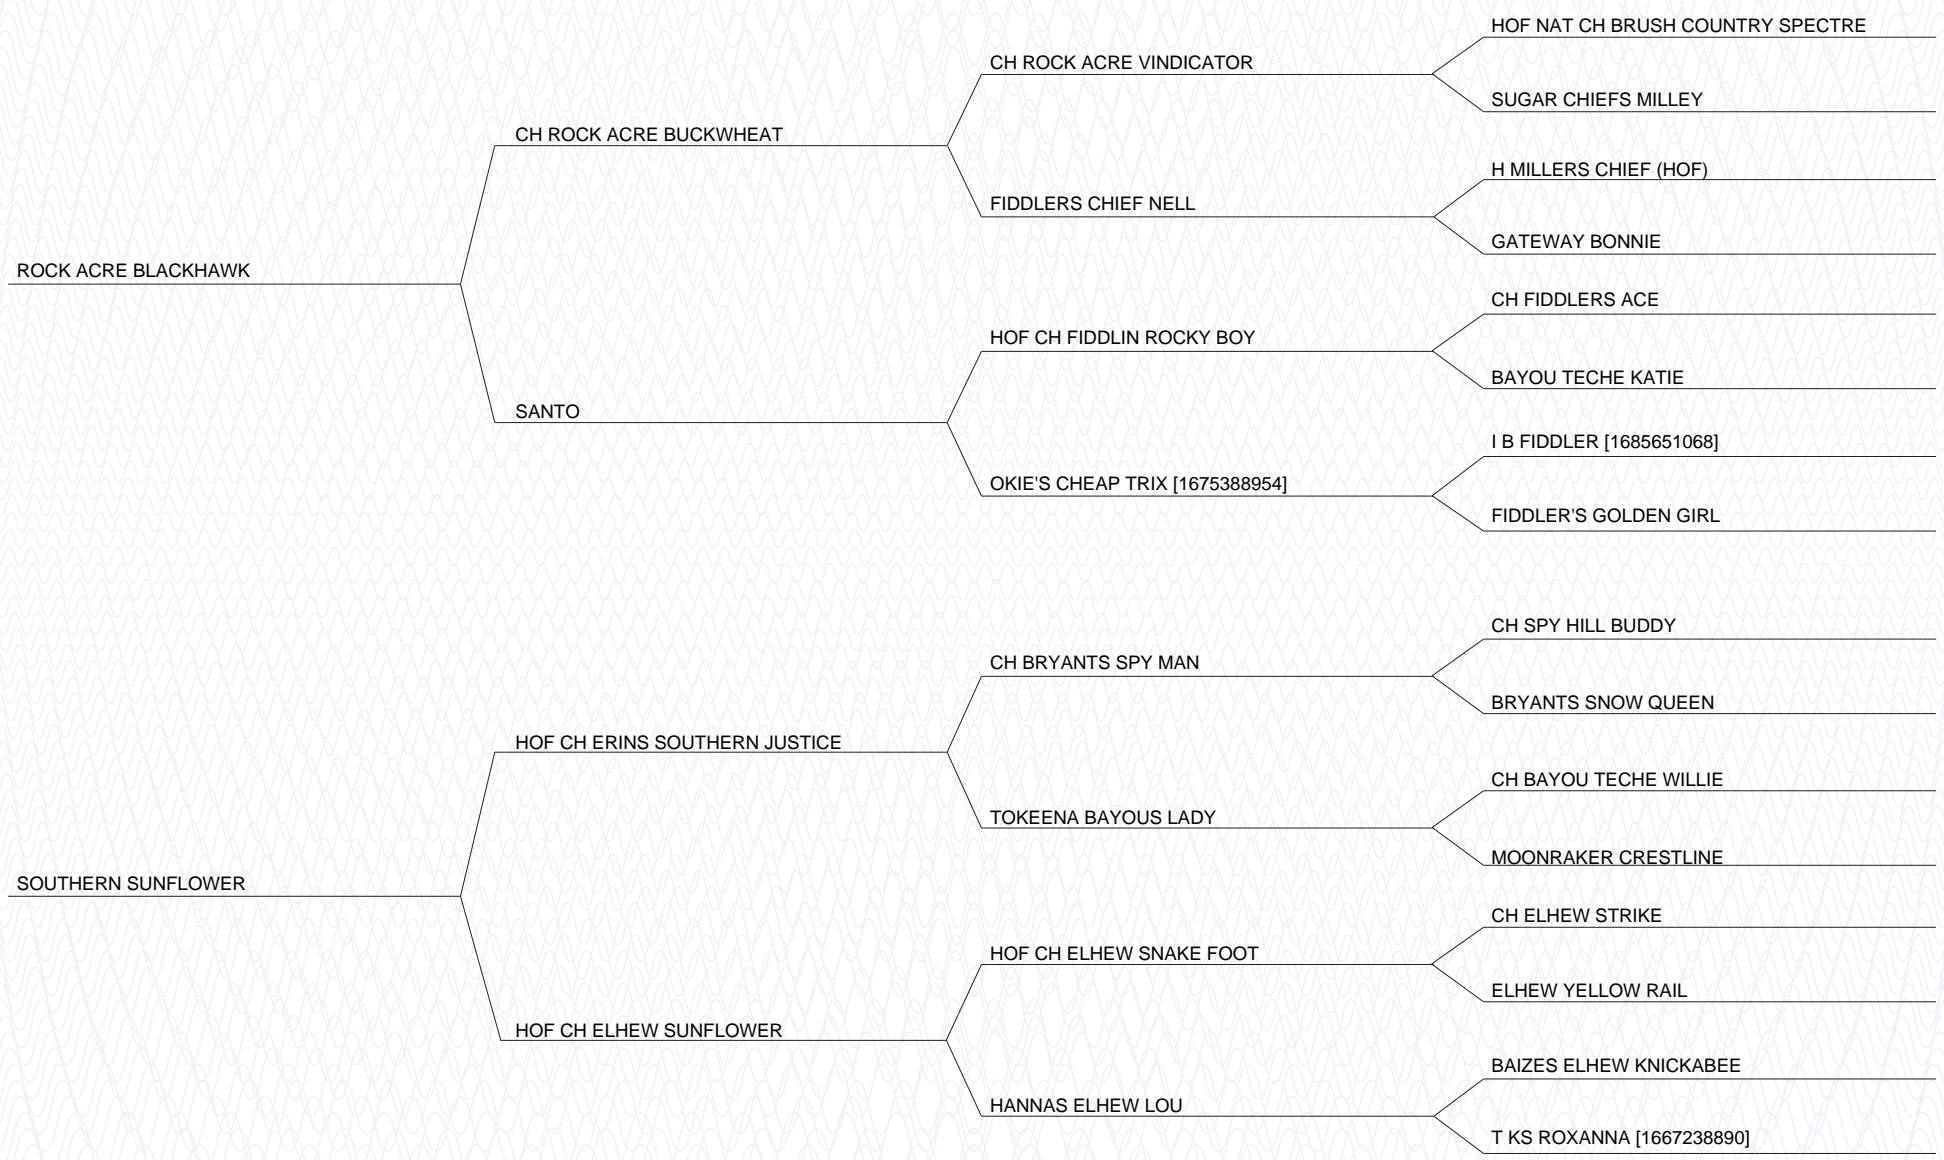 HOF NAT CH BRUSH COUNTRY SPECTRE
CH ROCK ACRE VINDICATOR
SUGAR CHIEFS MILLEY
CH ROCK ACRE BUCKWHEAT
H MILLERS CHIEF (HOF)
FIDDLERS CHIEF NELL
GATEWAY BONNIE
ROCK ACRE BLACKHAWK
CH FIDDLERS ACE
HOF CH FIDDLIN ROCKY BOY
BAYOU TECHE KATIE
SANTO
I B FIDDLER [1685651068]
OKIE'S CHEAP TRIX [1675388954]
FIDDLER'S GOLDEN GIRL
CH SPY HILL BUDDY
CH BRYANTS SPY MAN
BRYANTS SNOW QUEEN
HOF CH ERINS SOUTHERN JUSTICE
CH BAYOU TECHE WILLIE
TOKEENA BAYOUS LADY
MOONRAKER CRESTLINE
SOUTHERN SUNFLOWER
CH ELHEW STRIKE
HOF CH ELHEW SNAKE FOOT
ELHEW YELLOW RAIL
HOF CH ELHEW SUNFLOWER
BAIZES ELHEW KNICKABEE
HANNAS ELHEW LOU
T KS ROXANNA [1667238890]